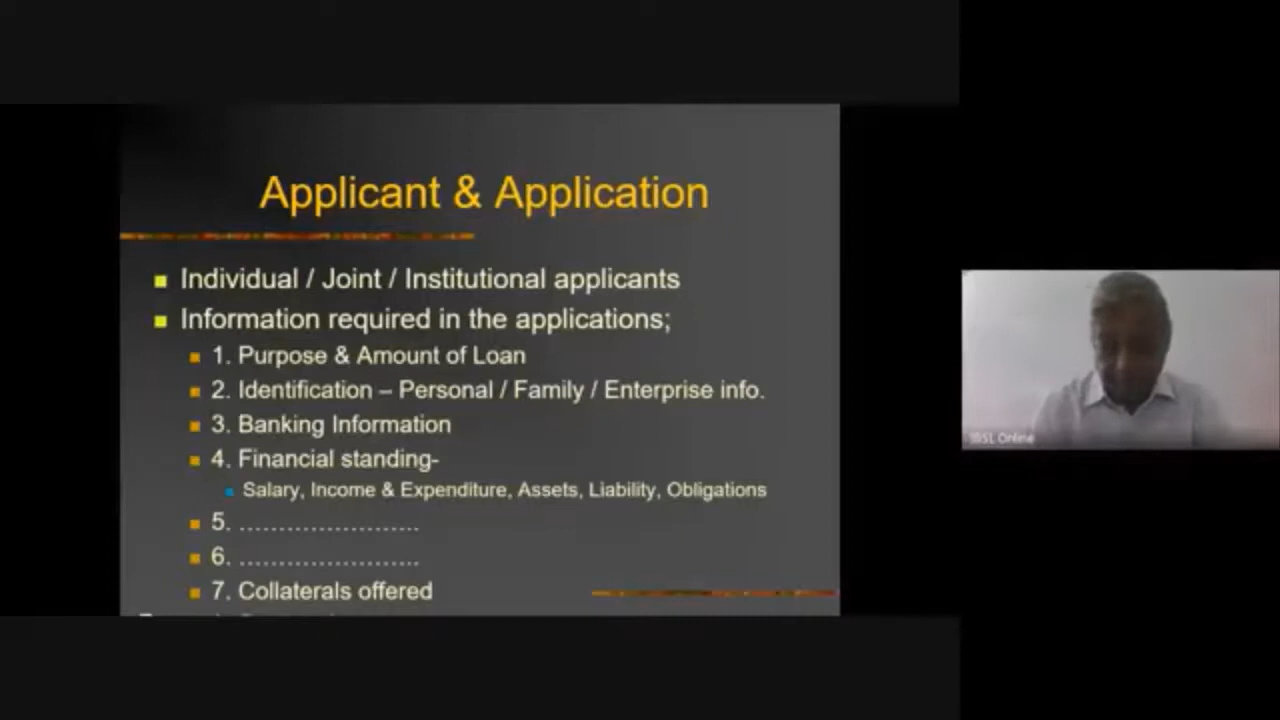 Applicant & Application
Individual / Joint / Institutional applicants
Information required in the applications;
1. Purpose & Amount of Loan
2. Identification – Personal / Family / Enterprise info.
3. Banking Information
4. Financial standing-
Salary, Income & Expenditure, Assets, Liability, Obligations
5. ........................
6. ........................
7. Collaterals offered
IBSL Online